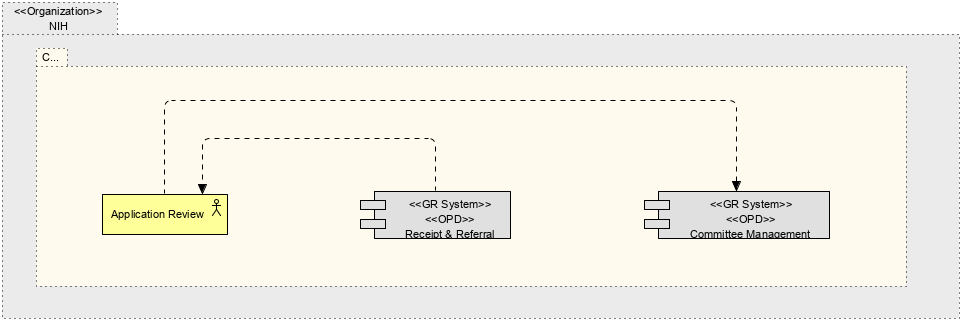 <<Organization>>
NIH
C...
Application Review
<<GR System>>
<<OPD>>
Receipt & Referral
<<GR System>>
<<OPD>>
Committee Management